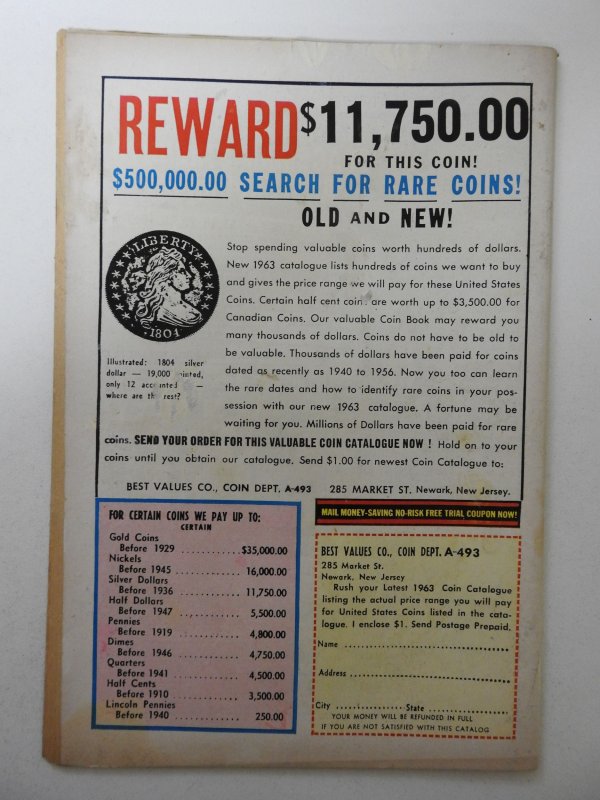 REWARD $11,750.00
FOR THIS COIN!
$500,000.00 SEARCH FOR RARE COINS!
OLD AND NEW!
LIBERTY
1804
Illustrated: 1804 silver
dollar — 19,000
only 12 —
where are rest?
Stop spending valuable coins worth hundreds of dollars.
New 1963 catalogue lists hundreds of coins we want to buy
and gives the price range we will pay for these United States
Coins. Certain half cent coin are worth up to $3,500.00 for
Canadian Coins. Our valuable Coin Book may reward you
many thousands of dollars. Coins do not have to be old to
be valuable. Thousands of dollars have been paid for coins
dated as recently as 1940 to 1956. Now you too can learn
the rare dates and how to identify rare coins in your pos-
session with our new 1963 catalogue. A fortune may be
waiting for you. Millions of Dollars have been paid for rare
coins. SEND YOUR ORDER FOR THIS VALUABLE COIN CATALOGUE NOW ! Hold on to your
coins until you obtain our catalogue. Send $1.00 for newest Coin Catalogue to:
BEST VALUES CO., COIN DEPT. A-493 285 MARKET ST. Newark, New Jersey.
FOR CERTAIN COINS WE PAY UP TO:
CERTAIN
Gold Coins
Before 1929 ............ $35,000.00
Nickels
Before 1945 ............ 16,000.00
Silver Dollars
Before 1936 ............ 11,750.00
Half Dollars
Before 1947 ............ 5,500.00
Pennies
Before 1919 ............ 4,800.00
Dimes
Before 1946 ............ 4,750.00
Quarters
Before 1941 ............ 4,500.00
Half Cents
Before 1910 ............ 3,500.00
Lincoln Pennies
Before 1940 ............ 250.00
MAIL MONEY-SAVING NO-RISK FREE TRIAL COUPON NOW!
BEST VALUES CO., COIN DEPT. A-493
285 Market St.
Newark, New Jersey
Rush your Latest 1963 Coin Catalogue
listing the actual price range you will pay
for United States Coins listed in the cata-
logue. I enclose $1. Send Postage Prepaid.
Name ........................................
Address ........................................
City .................... State ....................
YOUR MONEY WILL BE REFUNDED IN FULL
IF YOU ARE NOT SATISFIED WITH THIS CATALOG